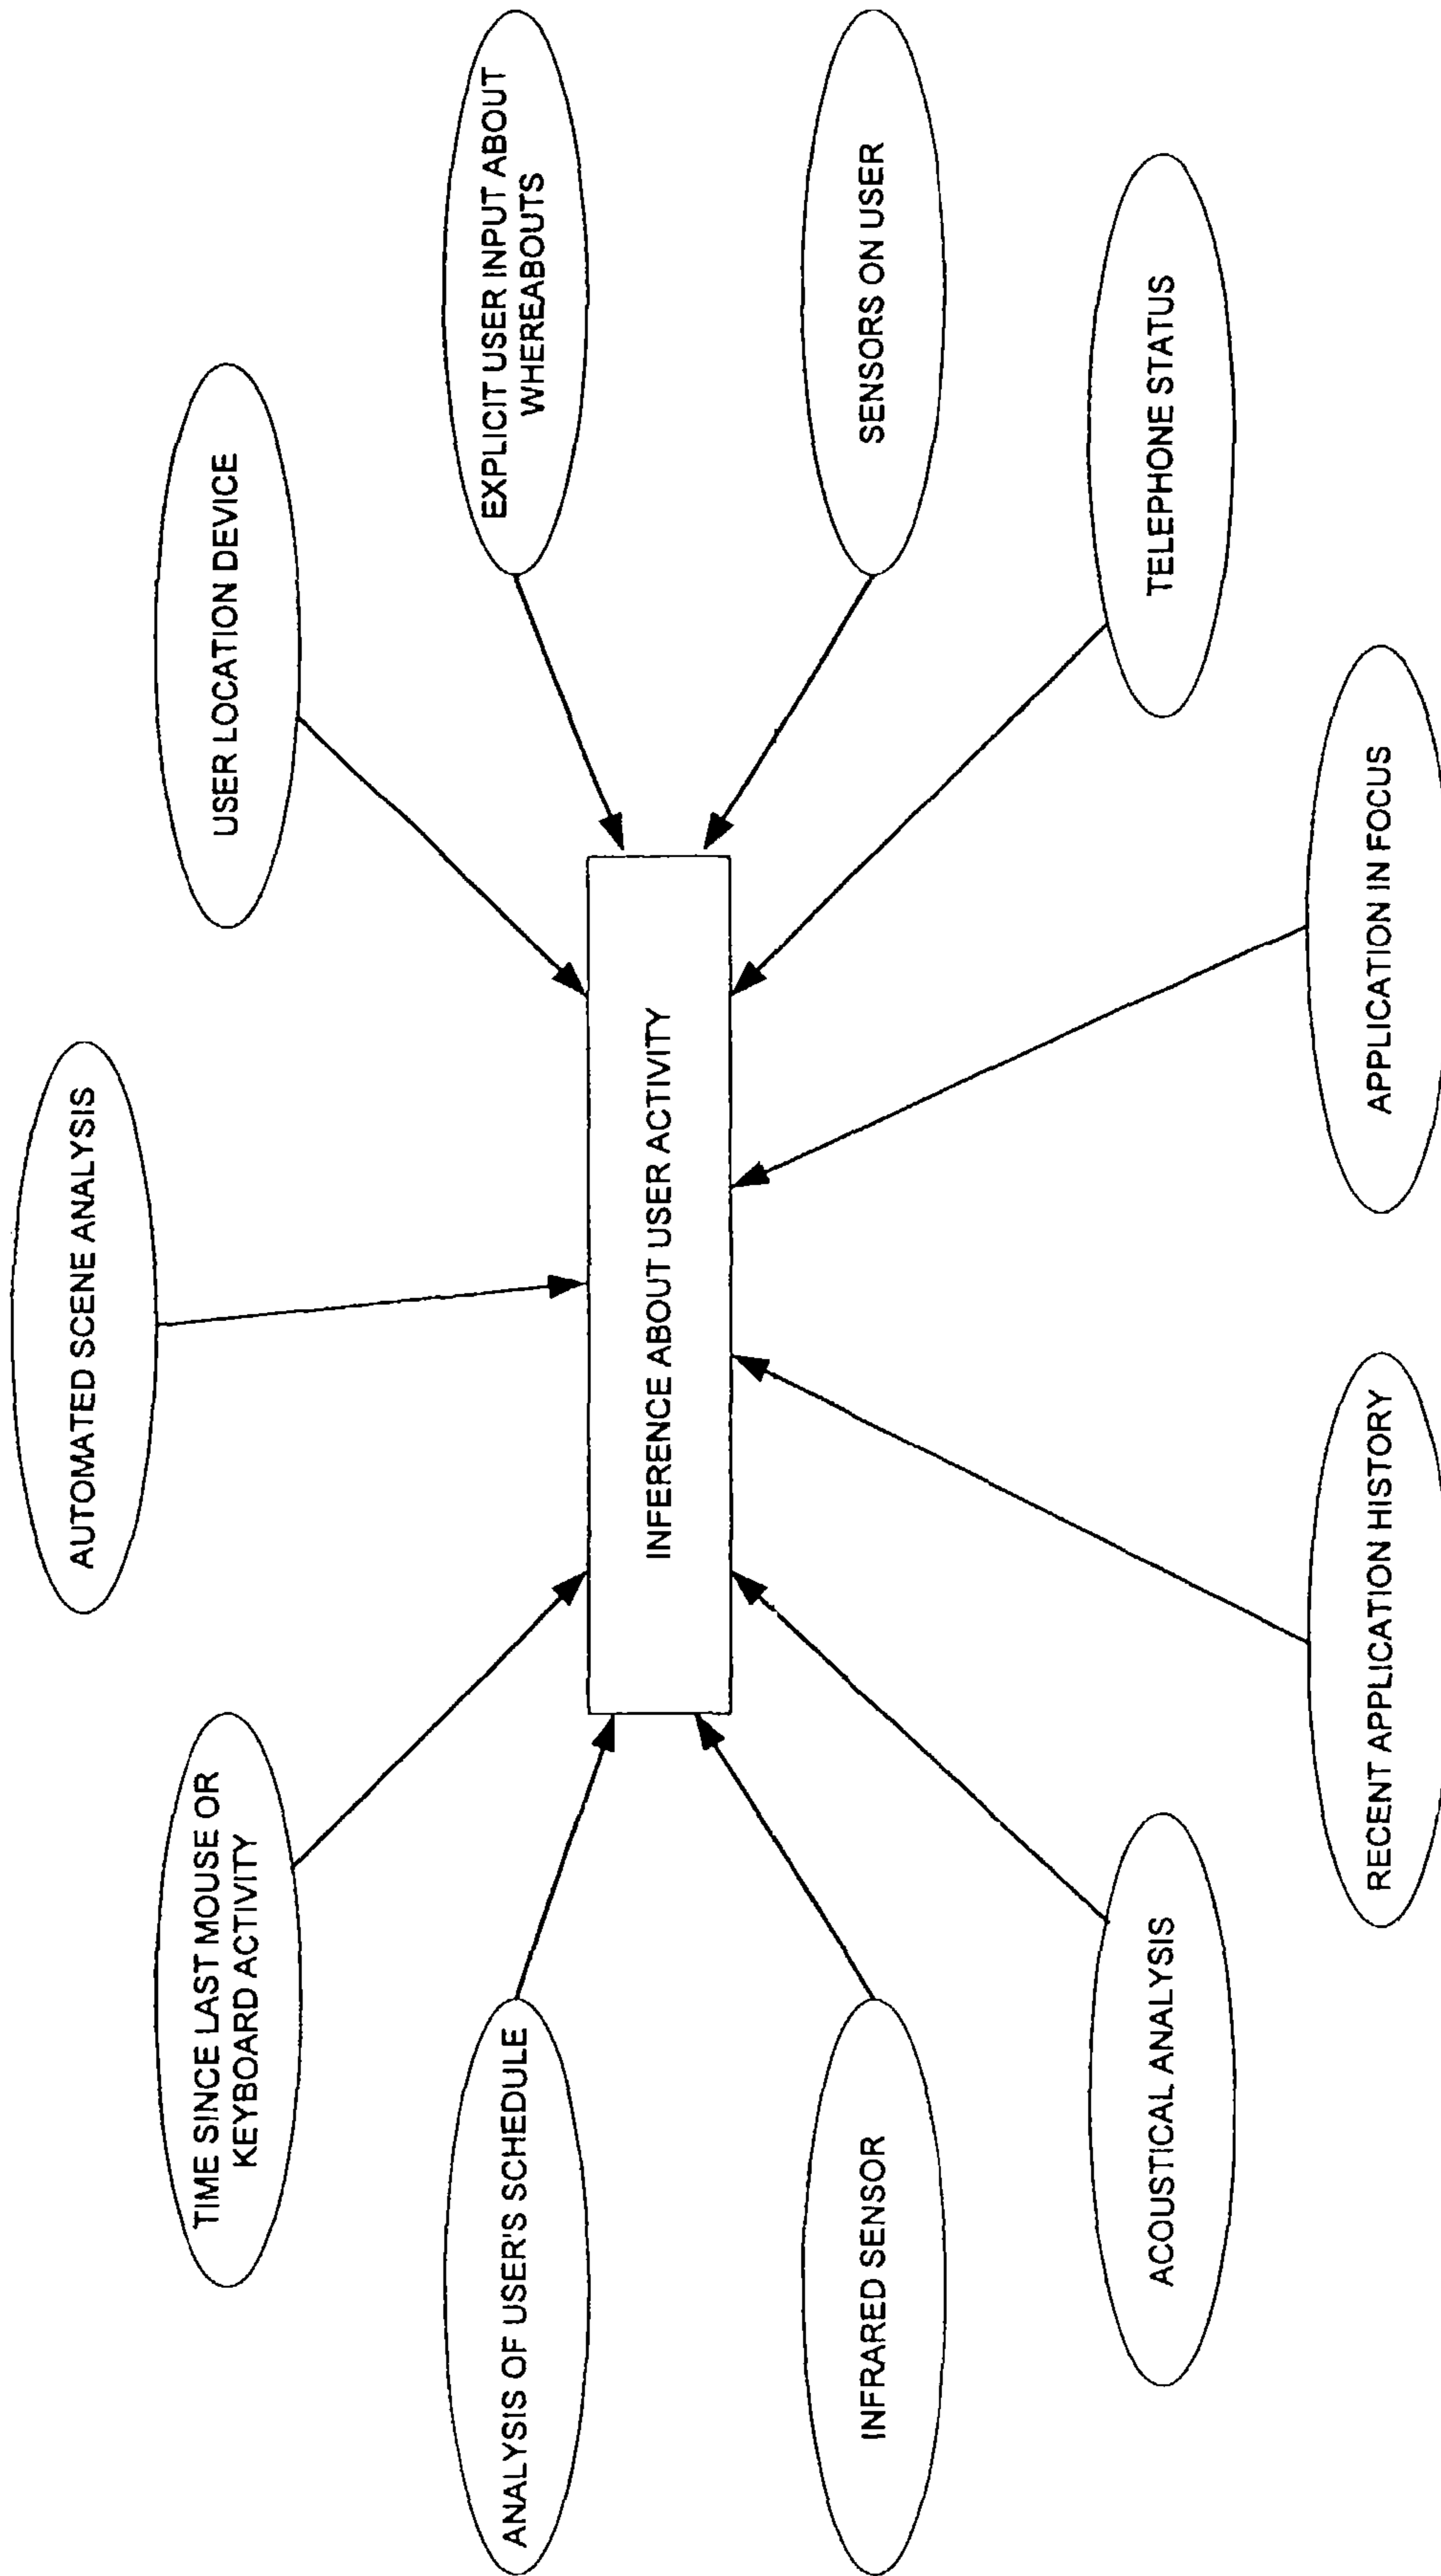 AUTOMATED SCENE ANALYSIS
TIME SINCE LAST MOUSE OR
KEYBOARD ACTIVITY
USER LOCATION DEVICE
ANALYSIS OF USER'S SCHEDULE
EXPLICIT USER INPUT ABOUT
WHEREABOUTS
INFERENCE ABOUT USER ACTIVITY
INFRARED SENSOR
SENSORS ON USER
ACOUSTICAL ANALYSIS
TELEPHONE STATUS
RECENT APPLICATION HISTORY
APPLICATION IN FOCUS